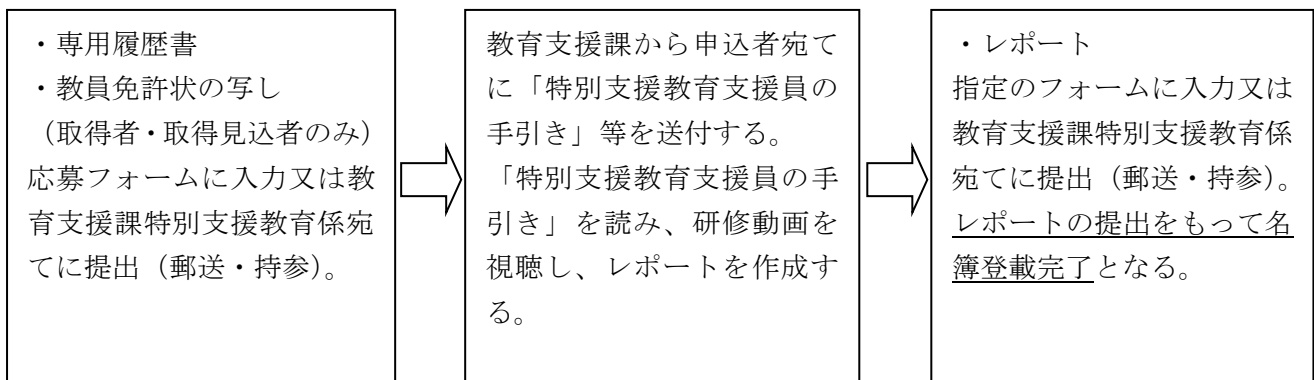 ・専用履歴書
・教員免許状の写し
（取得者・取得見込者のみ）
応募フォームに入力又は教
育支援課特別支援教育係宛
てに提出（郵送・持参）。
教育支援課から申込者宛て
に「特別支援教育支援員の
手引き」等を送付する。
「特別支援教育支援員の手
引き」を読み、研修動画を
視聴し、レポートを作成す
る。
・レポート
指定のフォームに入力又は
教育支援課特別支援教育係
宛てに提出（郵送・持参）。
レポートの提出をもって名
簿登載完了となる。